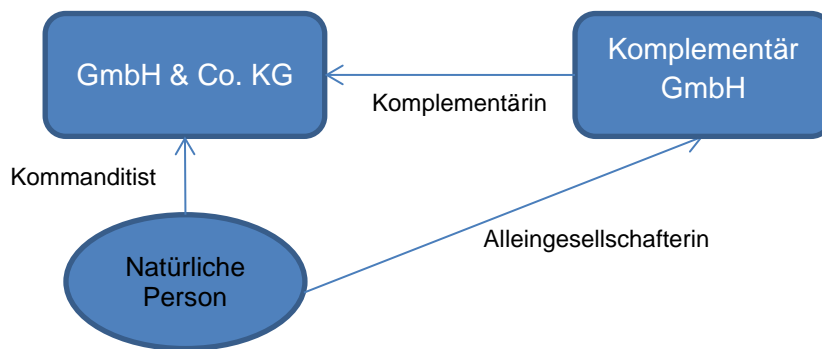 GmbH & Co. KG
Komplementär
GmbH
Komplementärin
Kommanditist
Alleingesellschafterin
Natürliche
Person